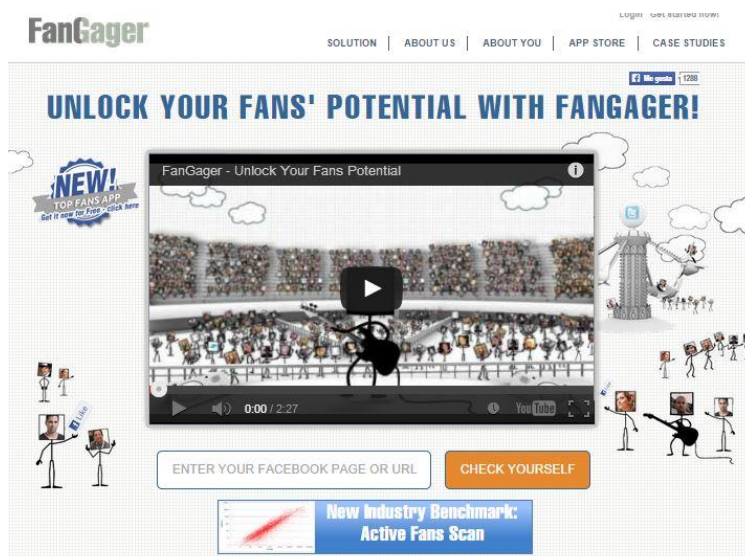 Login Get started now!
FanGager
SOLUTION | ABOUT US | ABOUT YOU | APP STORE | CASE STUDIES
Me gusta 1288
UNLOCK YOUR FANS' POTENTIAL WITH FANGAGER!
NEW!
TOP FANS APP
Get it now for Free - click here
FanGager - Unlock Your Fans Potential
0:00 / 2:27
YouTube
Like
ENTER YOUR FACEBOOK PAGE OR URL
CHECK YOURSELF
New Industry Benchmark:
Active Fans Scan